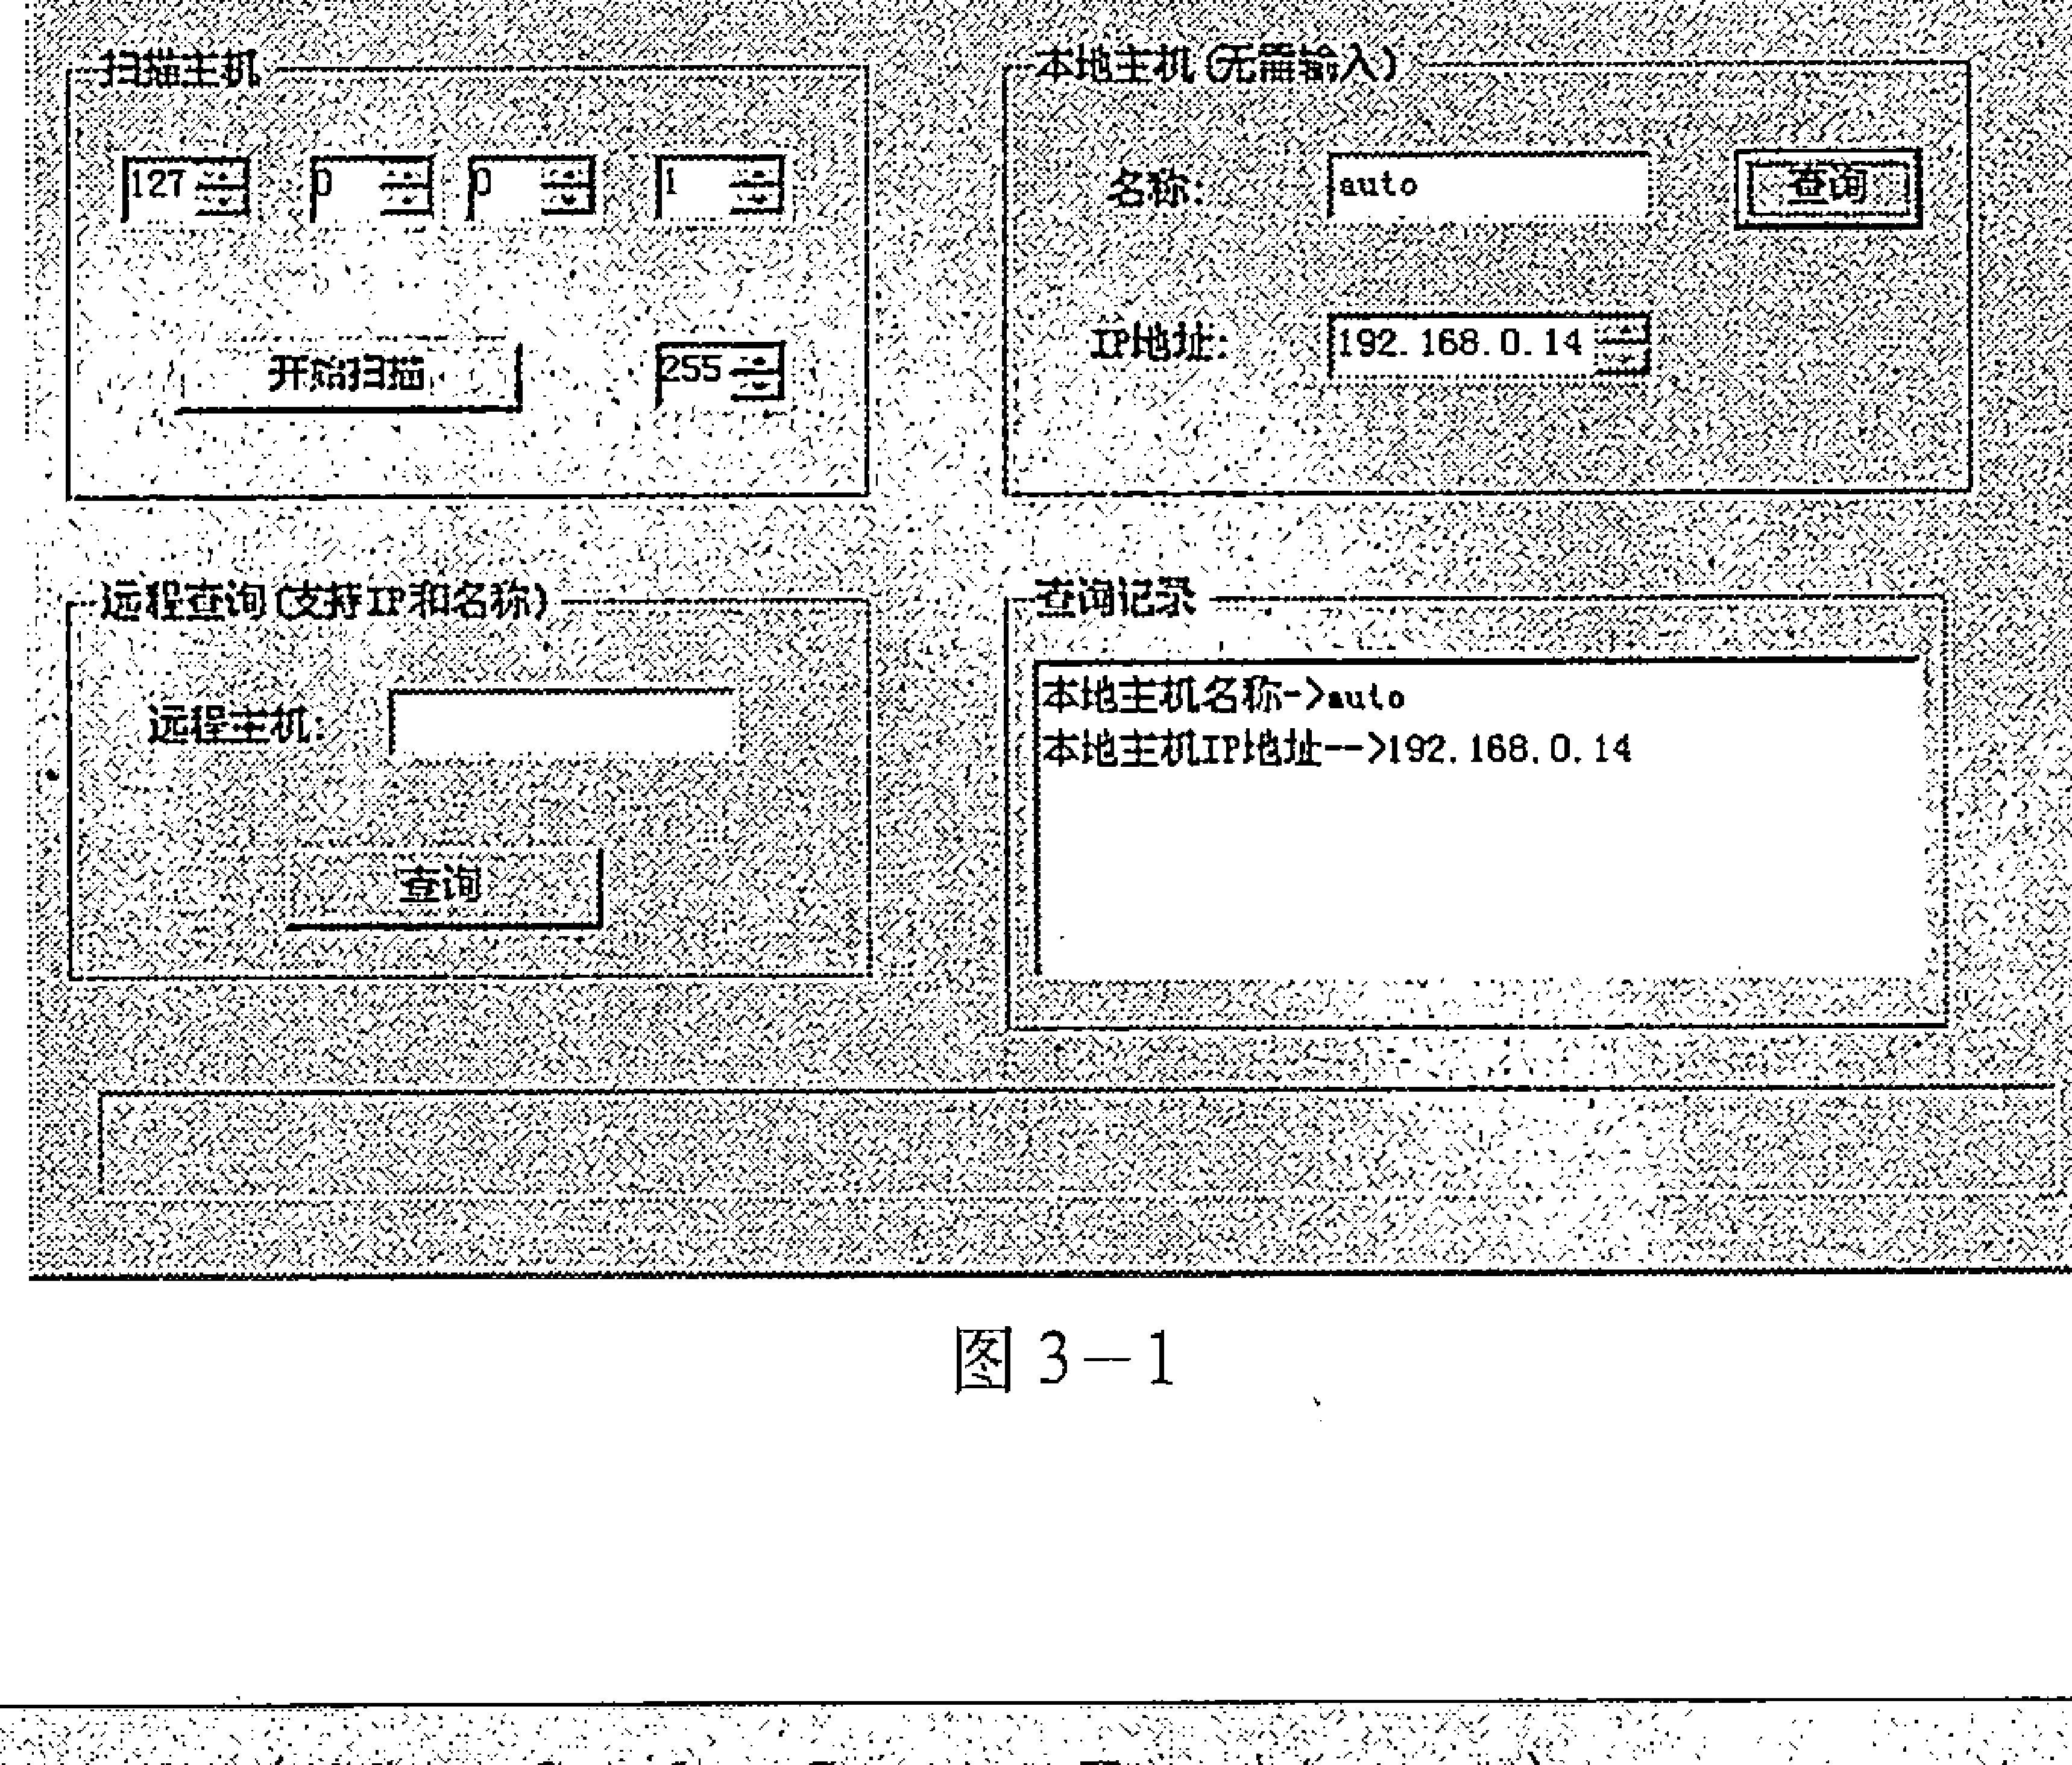 扫描主机
127 0 0 1
开始扫描 255
本地主机(无需输入)
名称: auto 查询
IP地址: 192.168.0.14
远程查询(支持IP和名称)
远程主机:
查询
查询记录
本地主机名称->auto
本地主机IP地址-->192.168.0.14
图 3-1